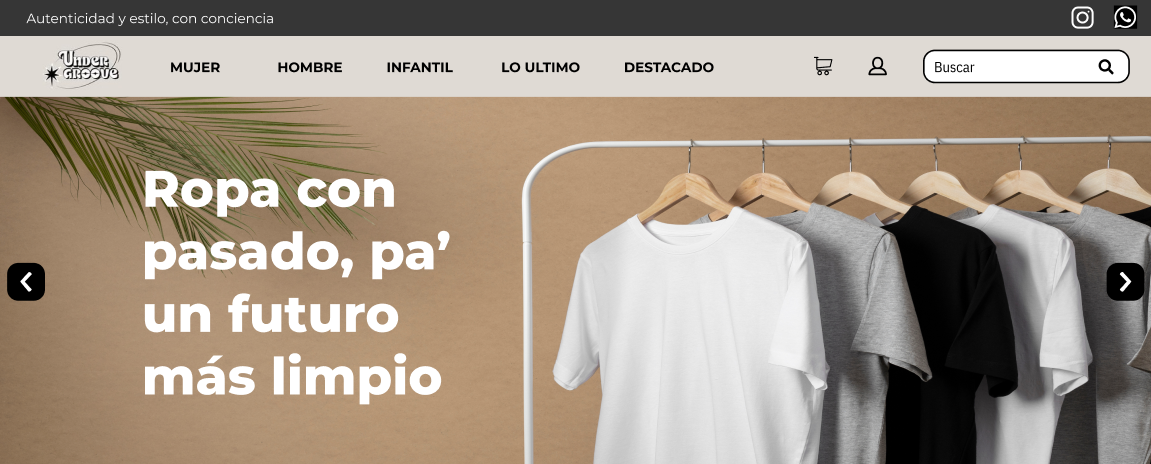 Autenticidad y estilo, con conciencia
UNDER
GROOVE
MUJER HOMBRE INFANTIL LO ULTIMO DESTACADO Buscar
Ropa con
pasado, pa’
un futuro
más limpio